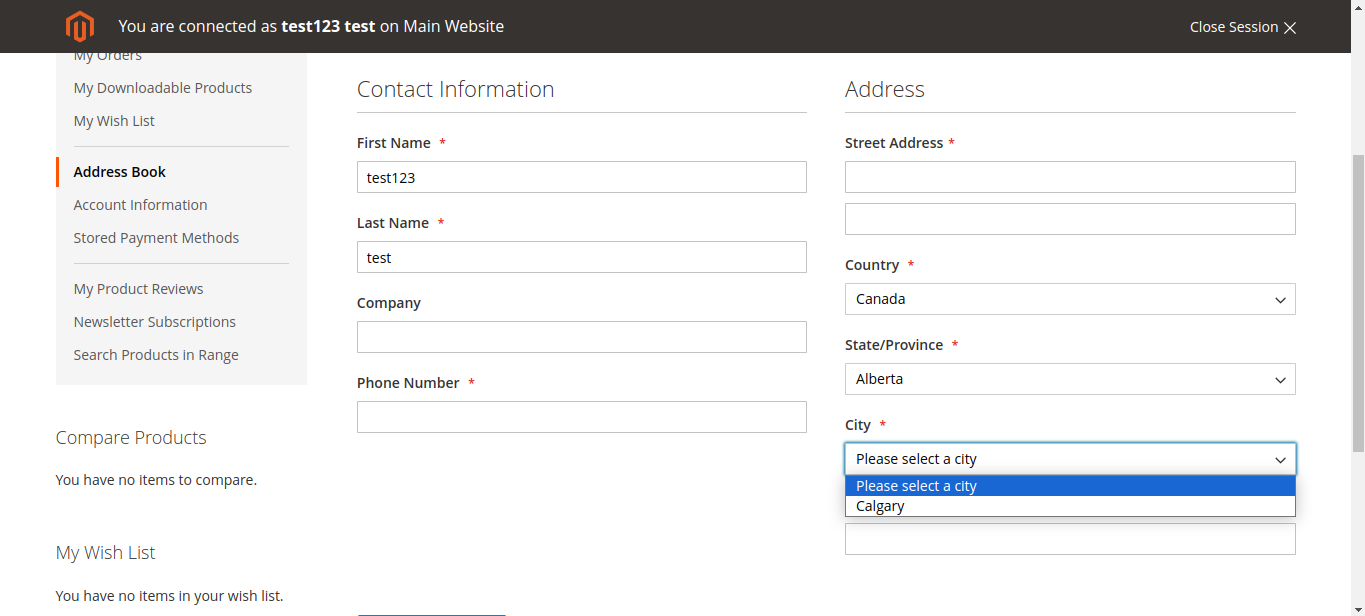 You are connected as test123 test on Main Website
Close Session
My Orders
My Downloadable Products
My Wish List
Address Book
Account Information
Stored Payment Methods
My Product Reviews
Newsletter Subscriptions
Search Products in Range
Compare Products
You have no items to compare.
My Wish List
You have no items in your wish list.
Contact Information
First Name *
test123
Last Name *
test
Company
Phone Number *
Address
Street Address *
Country *
Canada
State/Province *
Alberta
City *
Please select a city
Please select a city
Calgary